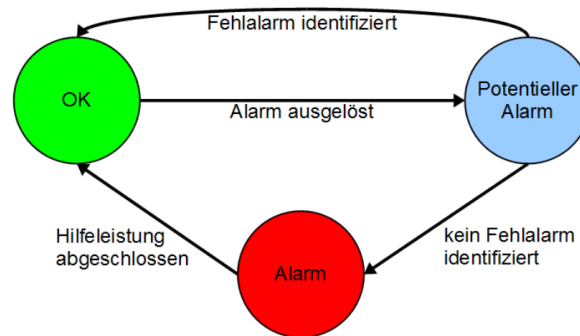 Fehlalarm identifiziert
OK
Alarm ausgelöst
Potentieller
Alarm
Hilfeleistung
abgeschlossen
kein Fehlalarm
identifiziert
Alarm